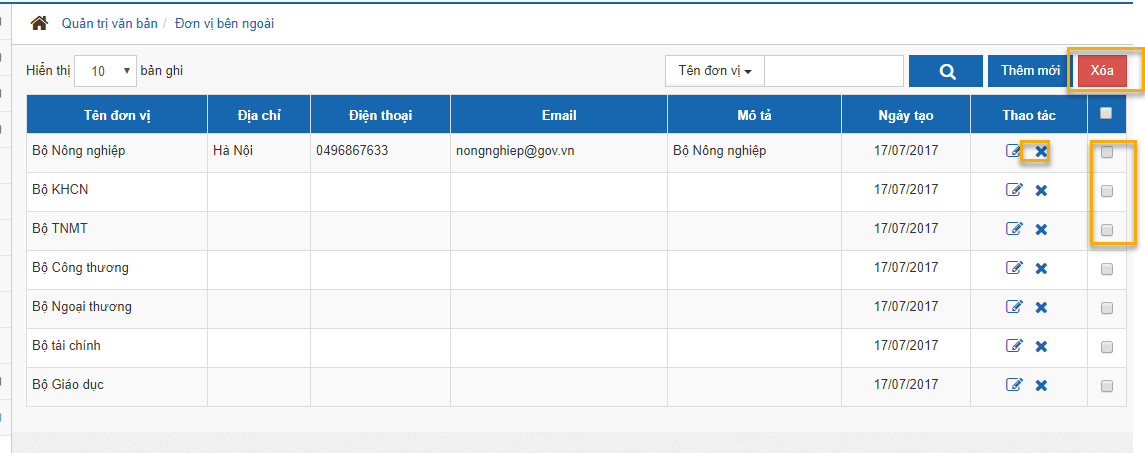 Quản trị văn bản / Đơn vị bên ngoài
Hiển thị 10 bản ghi Tên đơn vị Thêm mới Xóa
Tên đơn vị Địa chỉ Điện thoại Email Mô tả Ngày tạo Thao tác
Bộ Nông nghiệp Hà Nội 0496867633 nongnghiep@gov.vn Bộ Nông nghiệp 17/07/2017
Bộ KHCN 17/07/2017
Bộ TNMT 17/07/2017
Bộ Công thương 17/07/2017
Bộ Ngoại thương 17/07/2017
Bộ tài chính 17/07/2017
Bộ Giáo dục 17/07/2017